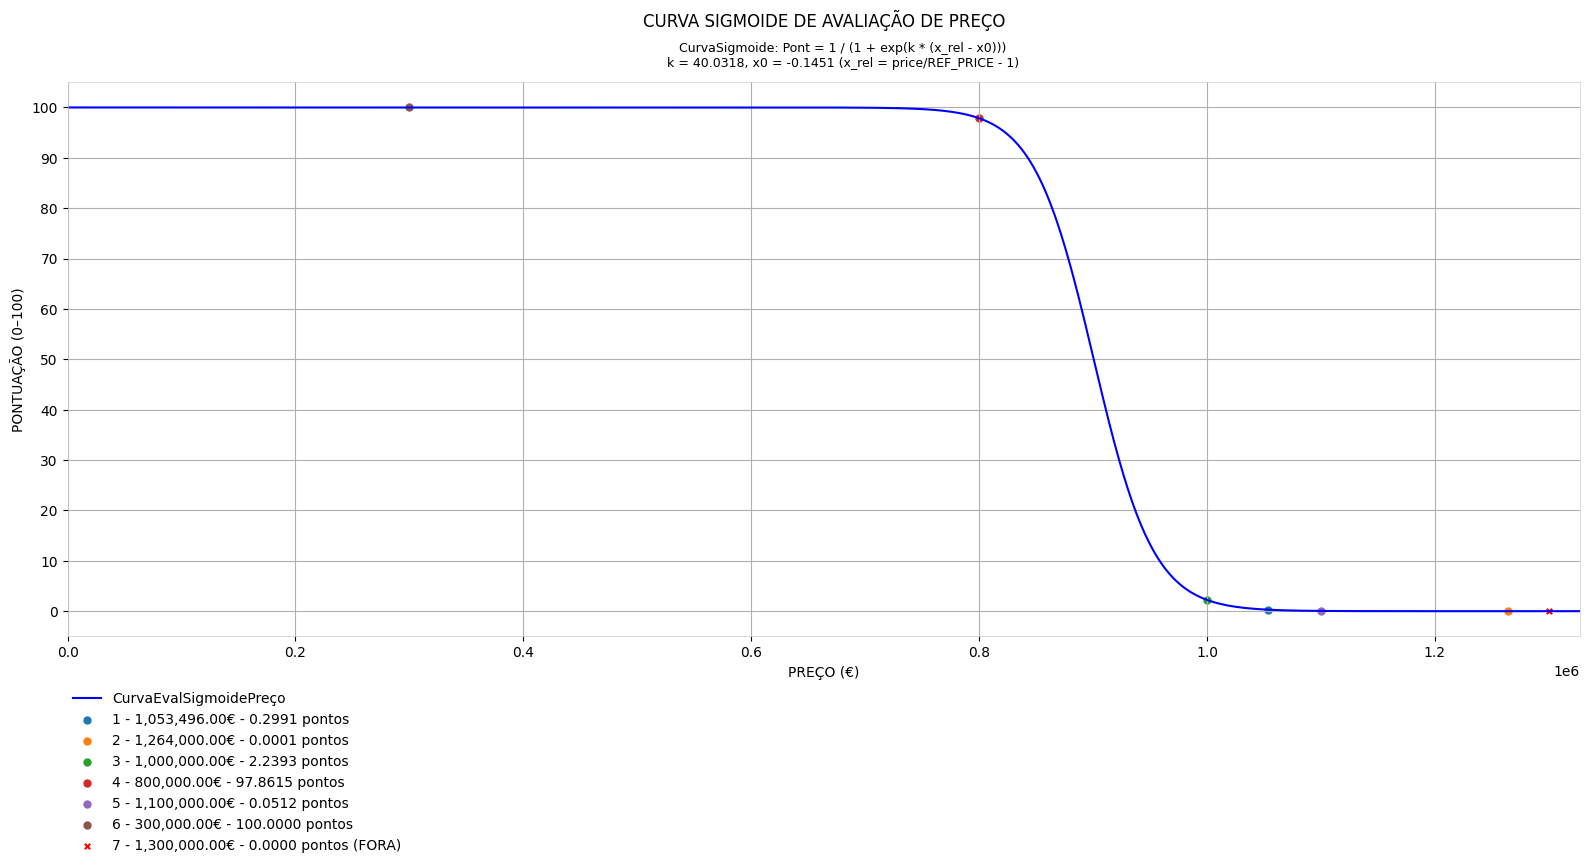 CURVA SIGMOIDE DE AVALIAÇÃO DE PREÇO
CurvaSigmoide: Pont = 1 / (1 + exp(k * (x_rel - x0)))
k = 40.0318, x0 = -0.1451 (x_rel = price/REF_PRICE - 1)
PONTUAÇÃO (0–100)
100
90
80
70
60
50
40
30
20
10
0
0.0 0.2 0.4 0.6 0.8 1.0 1.2
PREÇO (€)
1e6
CurvaEvalSigmoidePreço
1 - 1,053,496.00€ - 0.2991 pontos
2 - 1,264,000.00€ - 0.0001 pontos
3 - 1,000,000.00€ - 2.2393 pontos
4 - 800,000.00€ - 97.8615 pontos
5 - 1,100,000.00€ - 0.0512 pontos
6 - 300,000.00€ - 100.0000 pontos
7 - 1,300,000.00€ - 0.0000 pontos (FORA)